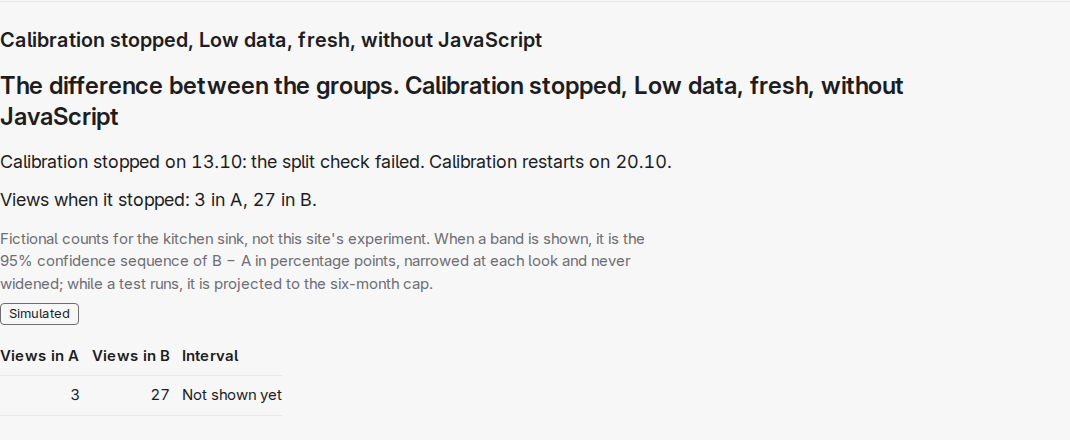 Calibration stopped, Low data, fresh, without JavaScript
The difference between the groups. Calibration stopped, Low data, fresh, without
JavaScript
Calibration stopped on 13.10: the split check failed. Calibration restarts on 20.10.
Views when it stopped: 3 in A, 27 in B.
Fictional counts for the kitchen sink, not this site's experiment. When a band is shown, it is the
95% confidence sequence of B − A in percentage points, narrowed at each look and never
widened; while a test runs, it is projected to the six-month cap.
Simulated
Views in A Views in B Interval
3 27 Not shown yet